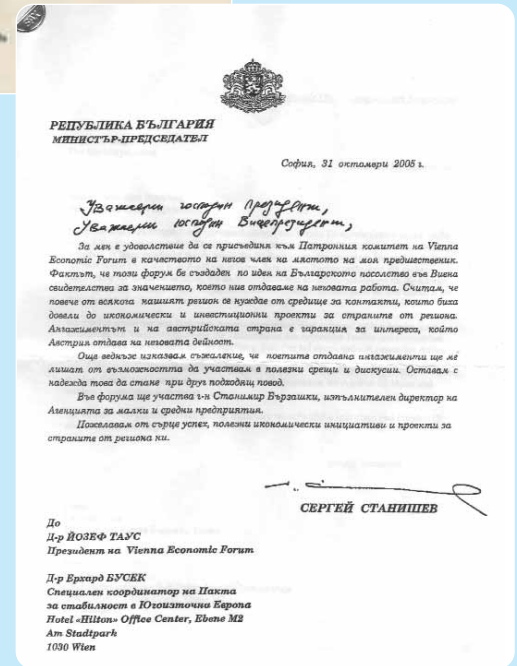 РЕПУБЛИКА БЪЛГАРИЯ
МИНИСТЪР-ПРЕДСЕДАТЕЛ
София, 31 октомври 2005 г.
Уважаеми господин Президент,
Уважаеми господин Вицепрезидент,
За мен е удоволствие да се присъединя към Патронния комитет на Vienna
Economic Forum в качеството на негов член на мястото на моя предшественик.
Фактът, че този форум бе създаден по идея на Българското посолство във Виена
свидетелства за значението, което ние отдаваме на неговата работа. Считам, че
повече от всякога нашият регион се нуждае от средище за контакти, които биха
довели до икономически и инвестиционни проекти за страните от региона.
Ангажиментът и на австрийската страна е гаранция за интереса, който
Австрия отдава на неговата дейност.
Още веднъж изказвам съжаление, че поетите отдавна ангажименти ще ме
лишат от възможността да участвам в полезни срещи и дискусии. Оставам с
надежда това да стане при друг подходящ повод.
Във форума ще участва г-н Станимир Бързашки, изпълнителен директор на
Агенцията за малки и средни предприятия.
Пожелавам от сърце успех, полезни икономически инициативи и проекти за
страните от региона ни.
СЕРГЕЙ СТАНИШЕВ
До
Д-р ЙОЗЕФ ТАУС
Президент на Vienna Economic Forum
Д-р Ерхард БУСЕК
Специален координатор на Пакта
за стабилност в Югоизточна Европа
Hotel «Hilton» Office Center, Ebene M2
Am Stadtpark
1030 Wien